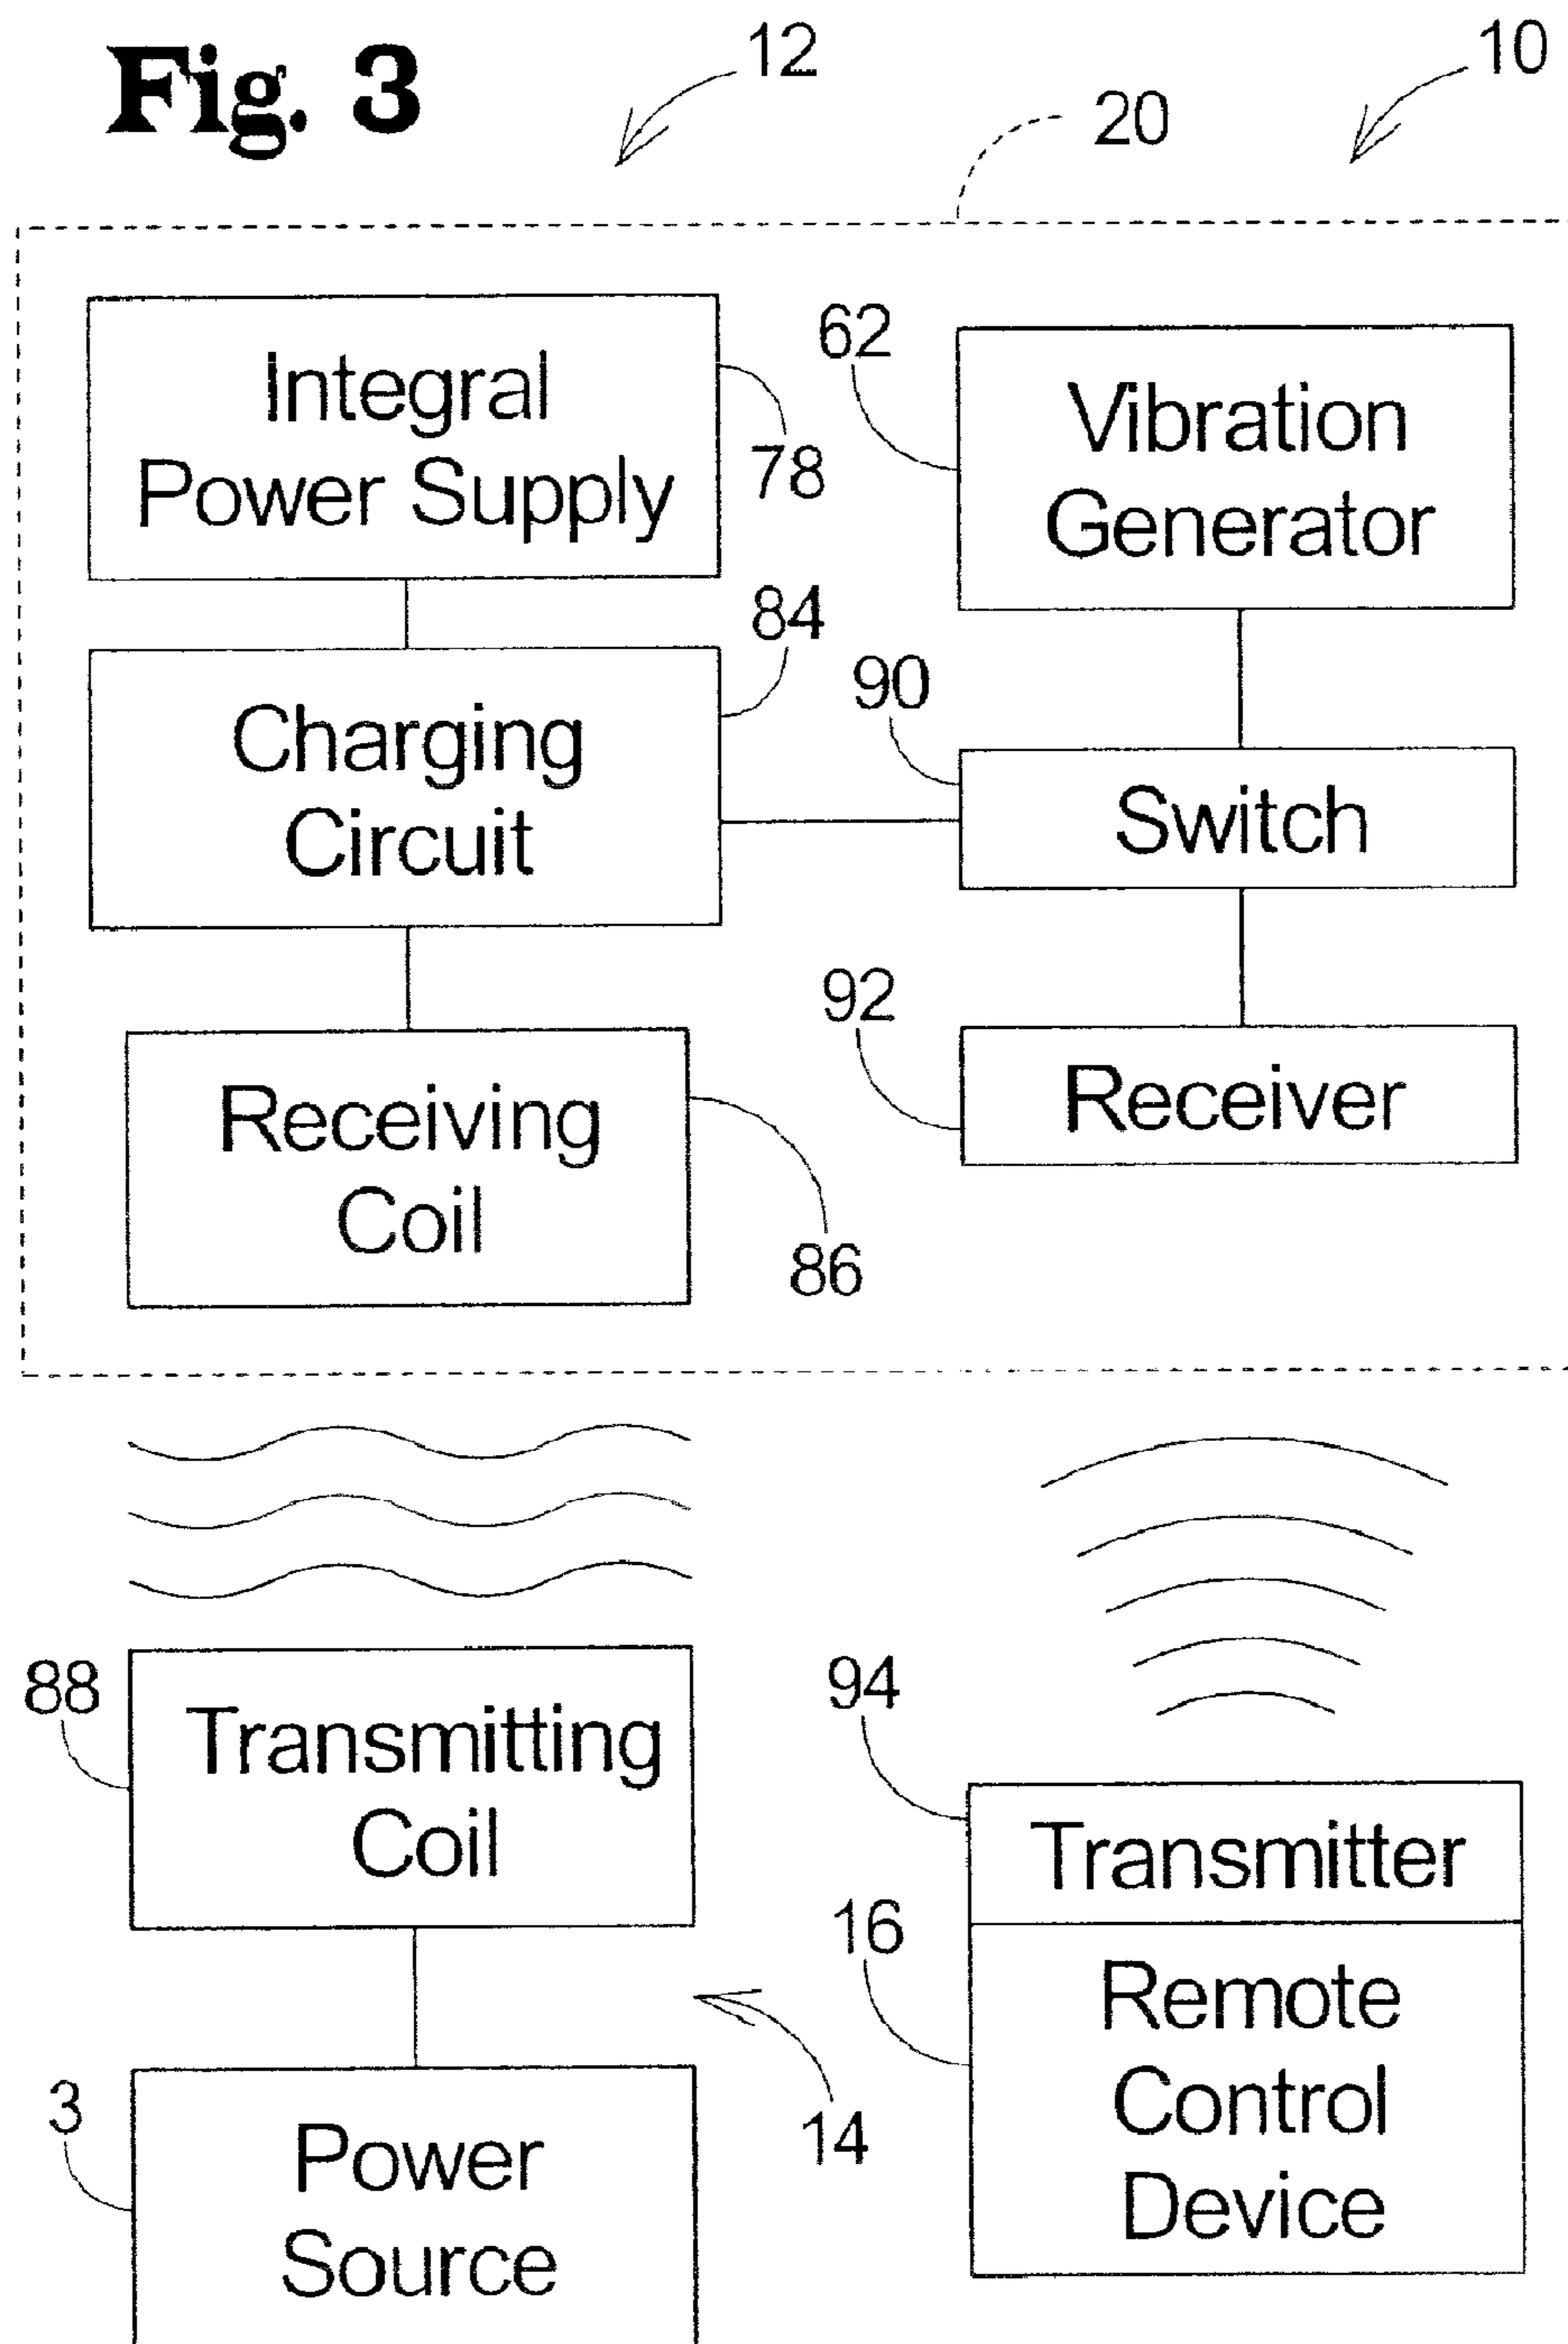 Fig. 3
12
10
20
Integral
Power Supply
78
62
Vibration
Generator
84
Charging
Circuit
90
Switch
92
Receiver
Receiving
Coil
86
88
Transmitting
Coil
94
Transmitter
16
Remote
Control
Device
14
3
Power
Source